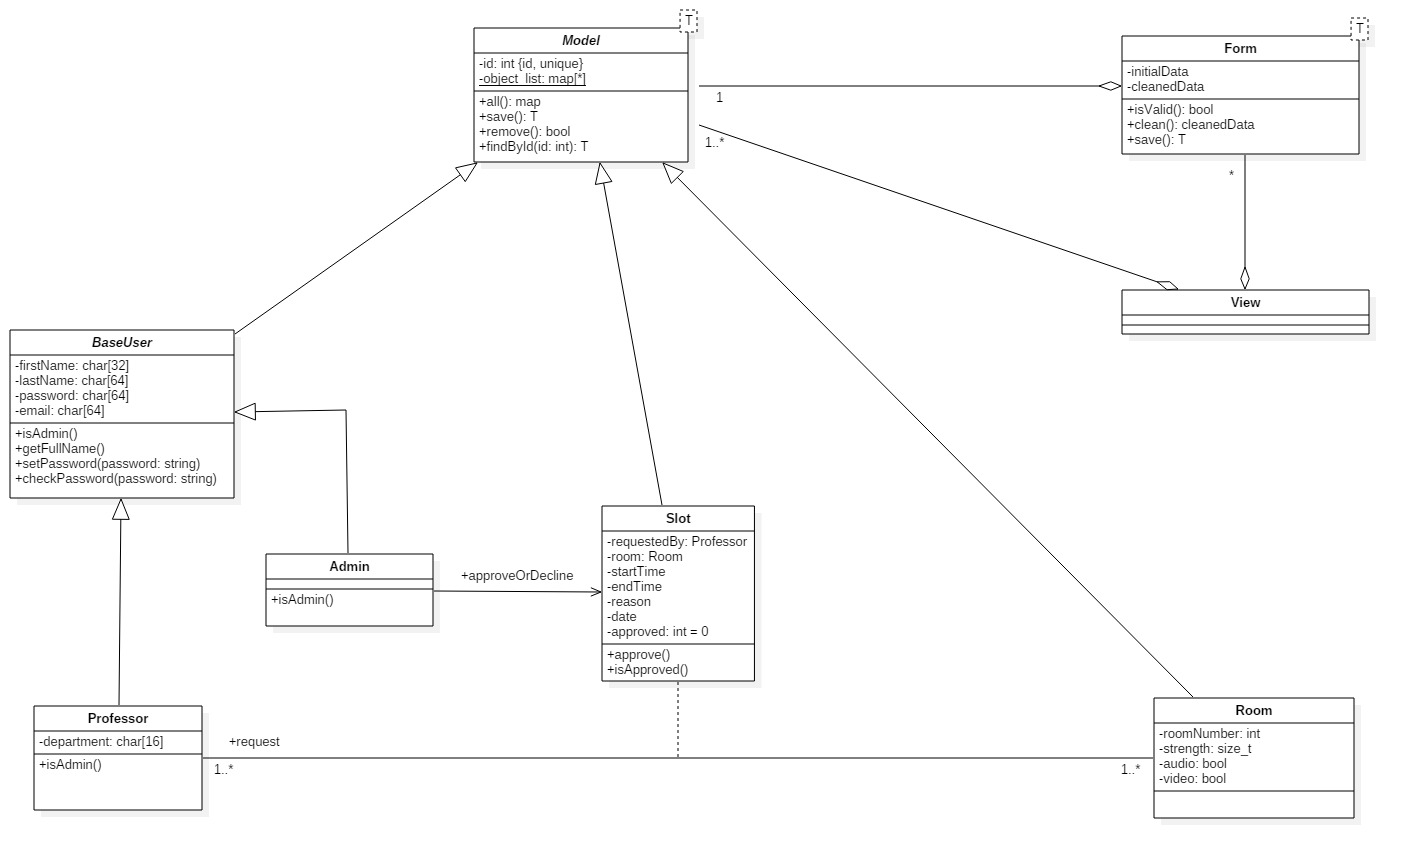 T
Model
-id: int {id, unique}
-object_list: map[*]
+all(): map
+save(): T
+remove(): bool
+findById(id: int): T
T
Form
-initialData
-cleanedData
+isValid(): bool
+clean(): cleanedData
+save(): T
1
1..*
*
View
BaseUser
-firstName: char[32]
-lastName: char[64]
-password: char[64]
-email: char[64]
+isAdmin()
+getFullName()
+setPassword(password: string)
+checkPassword(password: string)
Admin
+isAdmin()
+approveOrDecline
Slot
-requestedBy: Professor
-room: Room
-startTime
-endTime
-reason
-date
-approved: int = 0
+approve()
+isApproved()
Professor
-department: char[16]
+isAdmin()
+request
1..*
1..*
Room
-roomNumber: int
-strength: size_t
-audio: bool
-video: bool